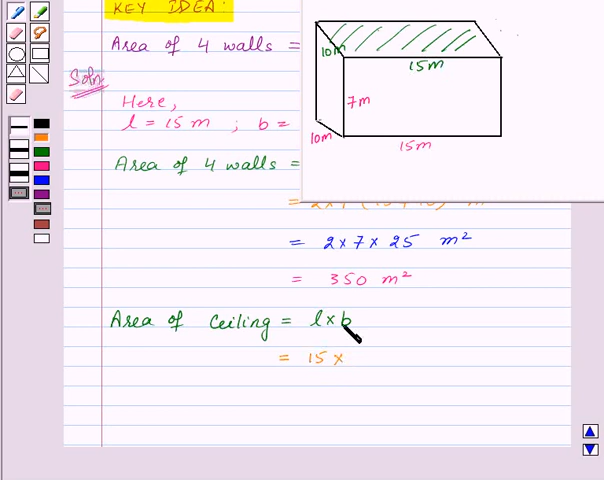 KEY IDEA:
Area of 4 walls =
Soln
Here,
l = 15 m ; b =
Area of 4 walls =
= 2 x 7 x 25 m²
= 350 m²
Area of Ceiling = l x b
= 15 x
10m
15m
7m
10m
15m